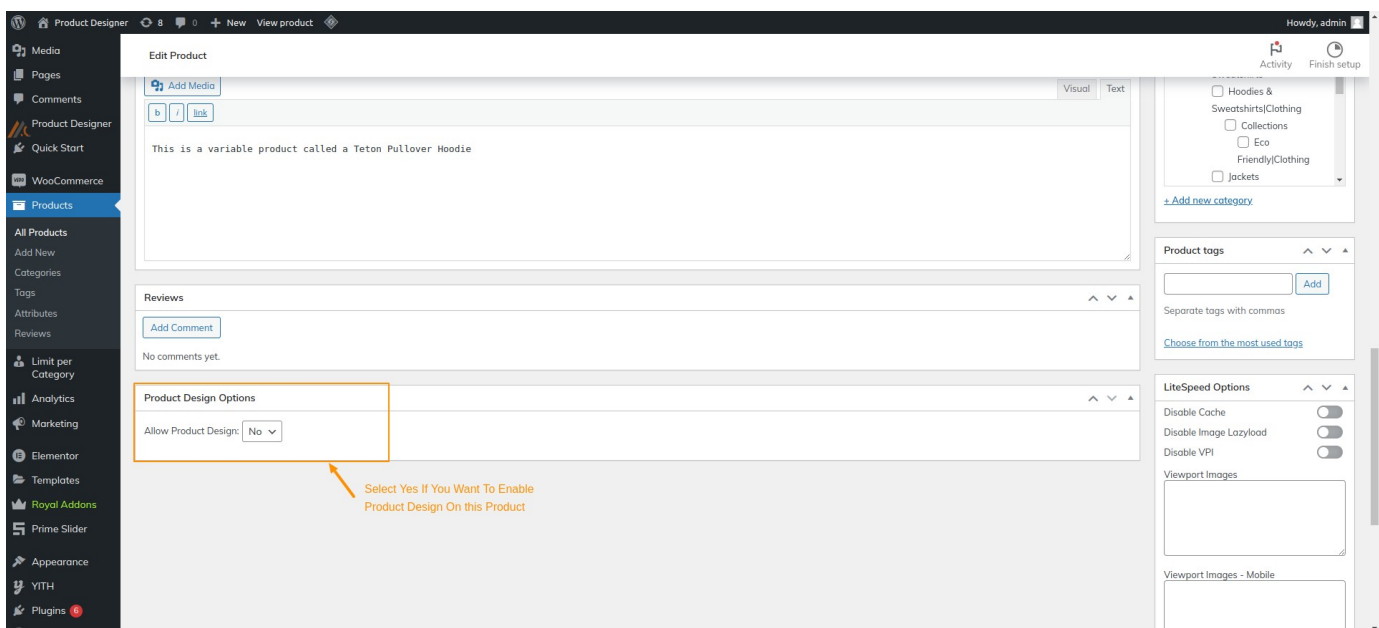 Product Designer 8 0 + New View product Howdy, admin
Media
Pages
Comments
Product Designer
Quick Start
WooCommerce
Products
All Products
Add New
Categories
Tags
Attributes
Reviews
Limit per
Category
Analytics
Marketing
Elementor
Templates
Royal Addons
Prime Slider
Appearance
YITH
Plugins 6
Edit Product
Activity Finish setup
Add Media
Visual Text
b i link
This is a variable product called a Teton Pullover Hoodie
Reviews
Add Comment
No comments yet.
Product Design Options
Allow Product Design: No
Select Yes If You Want To Enable
Product Design On this Product
Hoodies &
Sweatshirts|Clothing
Collections
Eco
Friendly|Clothing
Jackets
+ Add new category
Product tags
Add
Separate tags with commas
Choose from the most used tags
LiteSpeed Options
Disable Cache
Disable Image Lazyload
Disable VPI
Viewport Images
Viewport Images - Mobile